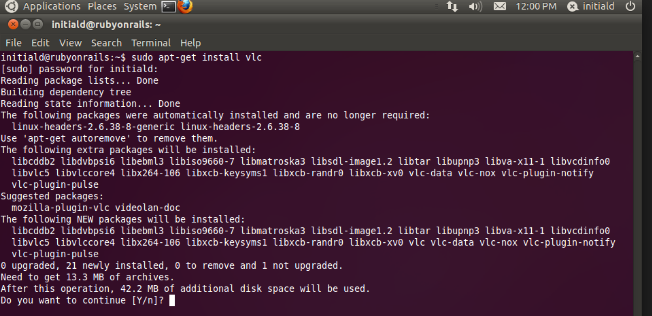 Applications Places System 12:00 PM initiald
initiald@rubyonrails: ~
File Edit View Search Terminal Help
initiald@rubyonrails:~$ sudo apt-get install vlc
[sudo] password for initiald:
Reading package lists... Done
Building dependency tree
Reading state information... Done
The following packages were automatically installed and are no longer required:
  linux-headers-2.6.38-8-generic linux-headers-2.6.38-8
Use 'apt-get autoremove' to remove them.
The following extra packages will be installed:
  libcddb2 libdvbpsi6 libebml3 libiso9660-7 libmatroska3 libsdl-image1.2 libtar libupnp3 libva-x11-1 libvcdinfo0
  libvlc5 libvlccore4 libx264-106 libxcb-keysyms1 libxcb-randr0 libxcb-xv0 vlc-data vlc-nox vlc-plugin-notify
  vlc-plugin-pulse
Suggested packages:
  mozilla-plugin-vlc videolan-doc
The following NEW packages will be installed:
  libcddb2 libdvbpsi6 libebml3 libiso9660-7 libmatroska3 libsdl-image1.2 libtar libupnp3 libva-x11-1 libvcdinfo0
  libvlc5 libvlccore4 libx264-106 libxcb-keysyms1 libxcb-randr0 libxcb-xv0 vlc vlc-data vlc-nox vlc-plugin-notify
  vlc-plugin-pulse
0 upgraded, 21 newly installed, 0 to remove and 1 not upgraded.
Need to get 13.3 MB of archives.
After this operation, 42.2 MB of additional disk space will be used.
Do you want to continue [Y/n]?